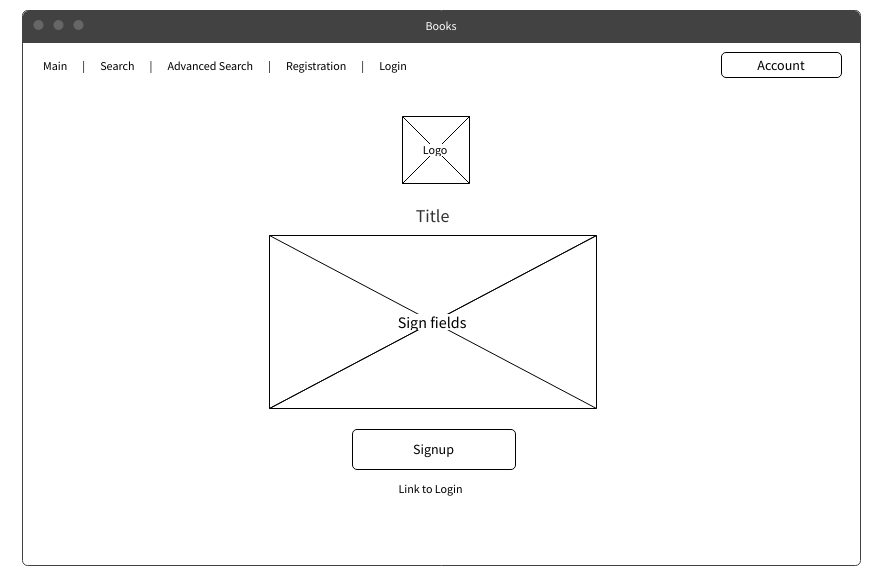 Books
Main | Search | Advanced Search | Registration | Login
Account
Logo
Title
Sign fields
Signup
Link to Login